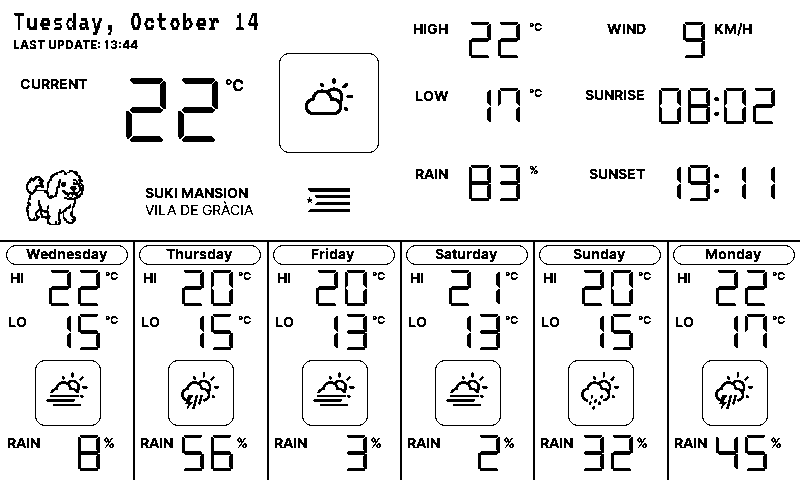 Tuesday, October 14
LAST UPDATE: 13:44
CURRENT 22 °C
HIGH 22 °C
LOW 17 °C
RAIN 83 %
WIND 9 KM/H
SUNRISE 08:02
SUNSET 19:11
SUKI MANSION
VILA DE GRÀCIA
Wednesday
HI 22 °C
LO 15 °C
RAIN 8 %
Thursday
HI 20 °C
LO 15 °C
RAIN 56 %
Friday
HI 20 °C
LO 13 °C
RAIN 3 %
Saturday
HI 21 °C
LO 13 °C
RAIN 2 %
Sunday
HI 20 °C
LO 15 °C
RAIN 32 %
Monday
HI 22 °C
LO 17 °C
RAIN 45 %